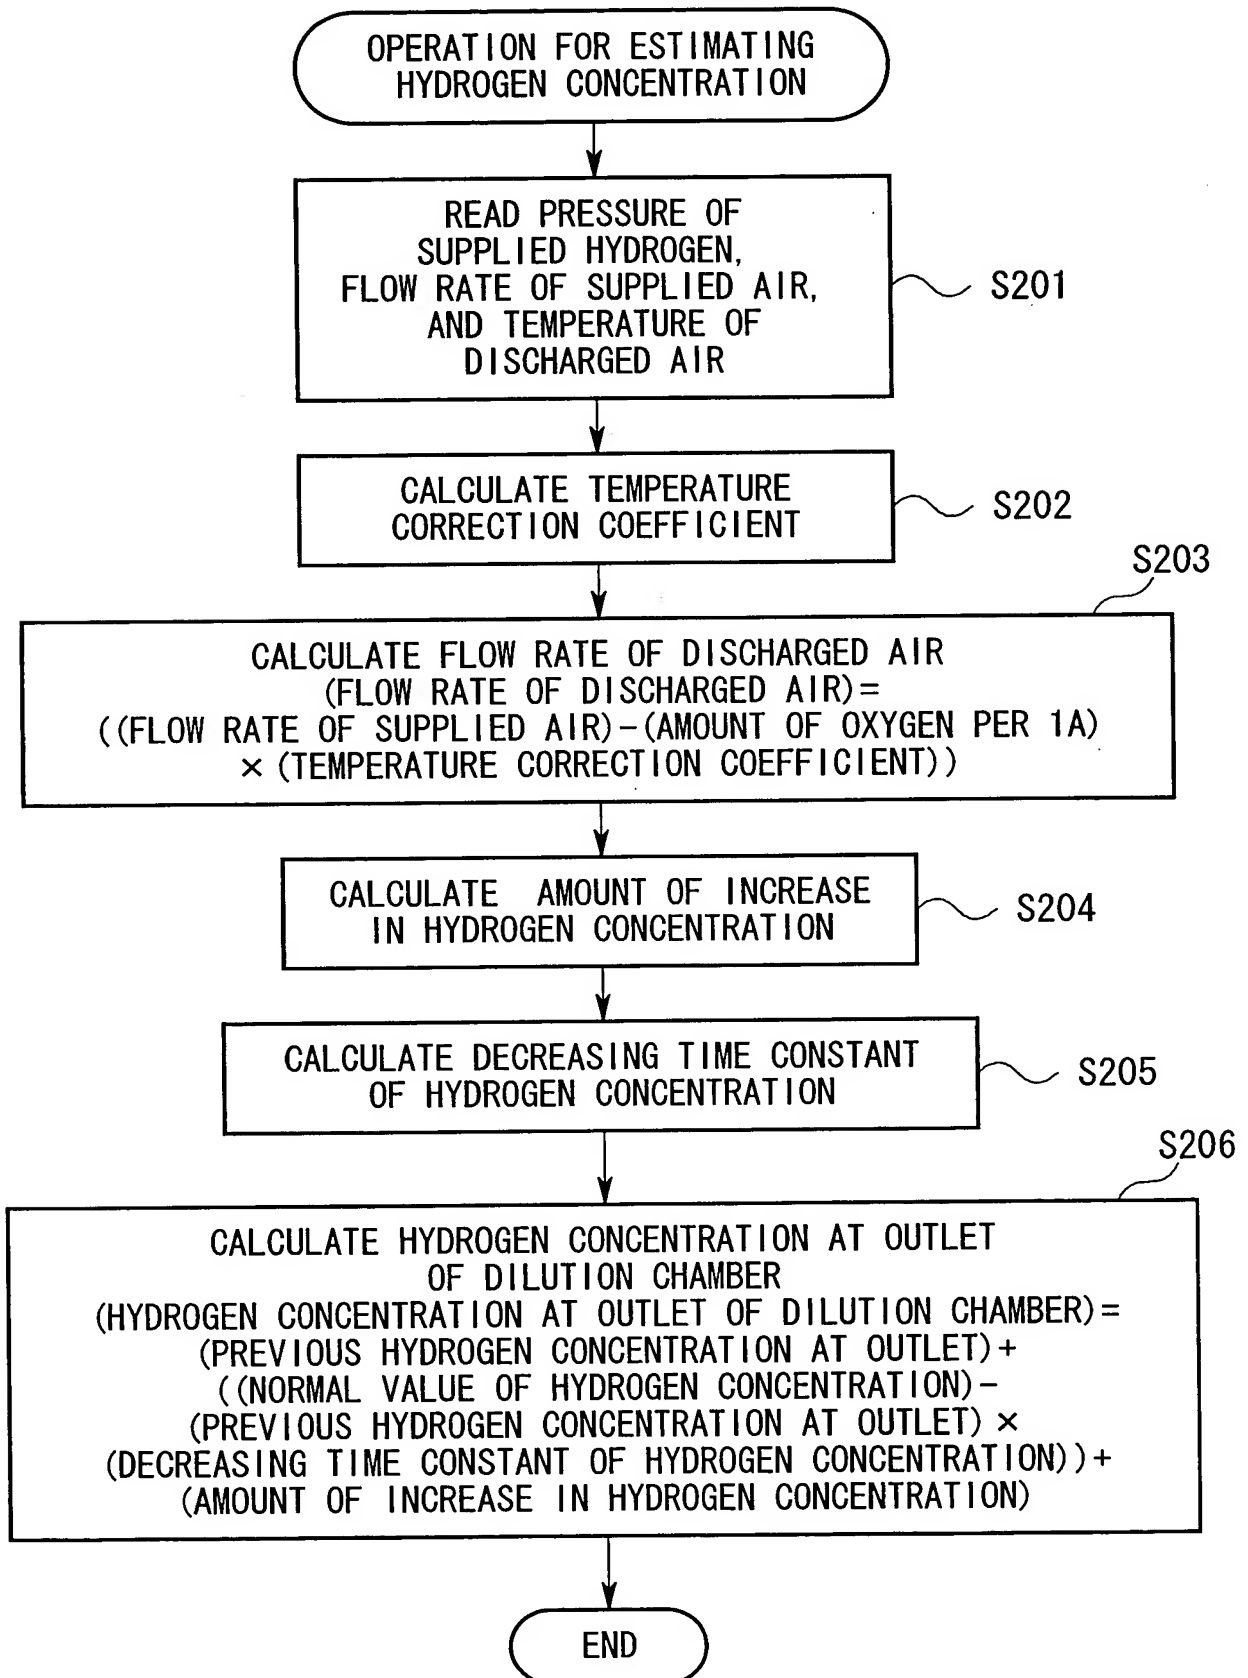 OPERATION FOR ESTIMATING
HYDROGEN CONCENTRATION
READ PRESSURE OF
SUPPLIED HYDROGEN,
FLOW RATE OF SUPPLIED AIR,
AND TEMPERATURE OF
DISCHARGED AIR
S201
CALCULATE TEMPERATURE
CORRECTION COEFFICIENT
S202
S203
CALCULATE FLOW RATE OF DISCHARGED AIR
(FLOW RATE OF DISCHARGED AIR)=
((FLOW RATE OF SUPPLIED AIR)-(AMOUNT OF OXYGEN PER 1A)
×(TEMPERATURE CORRECTION COEFFICIENT))
CALCULATE AMOUNT OF INCREASE
IN HYDROGEN CONCENTRATION
S204
CALCULATE DECREASING TIME CONSTANT
OF HYDROGEN CONCENTRATION
S205
S206
CALCULATE HYDROGEN CONCENTRATION AT OUTLET
OF DILUTION CHAMBER
(HYDROGEN CONCENTRATION AT OUTLET OF DILUTION CHAMBER)=
(PREVIOUS HYDROGEN CONCENTRATION AT OUTLET)+
((NORMAL VALUE OF HYDROGEN CONCENTRATION)-
(PREVIOUS HYDROGEN CONCENTRATION AT OUTLET)×
(DECREASING TIME CONSTANT OF HYDROGEN CONCENTRATION))+
(AMOUNT OF INCREASE IN HYDROGEN CONCENTRATION)
END